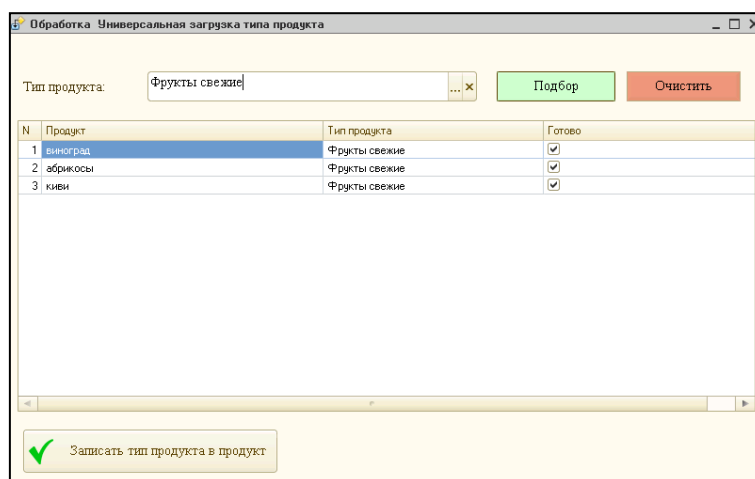 Обработка Универсальная загрузка типа продукта
Тип продукта: Фрукты свежие ... × Подбор Очистить
N Продукт Тип продукта Готово
1 виноград Фрукты свежие
2 абрикосы Фрукты свежие
3 киви Фрукты свежие
Записать тип продукта в продукт